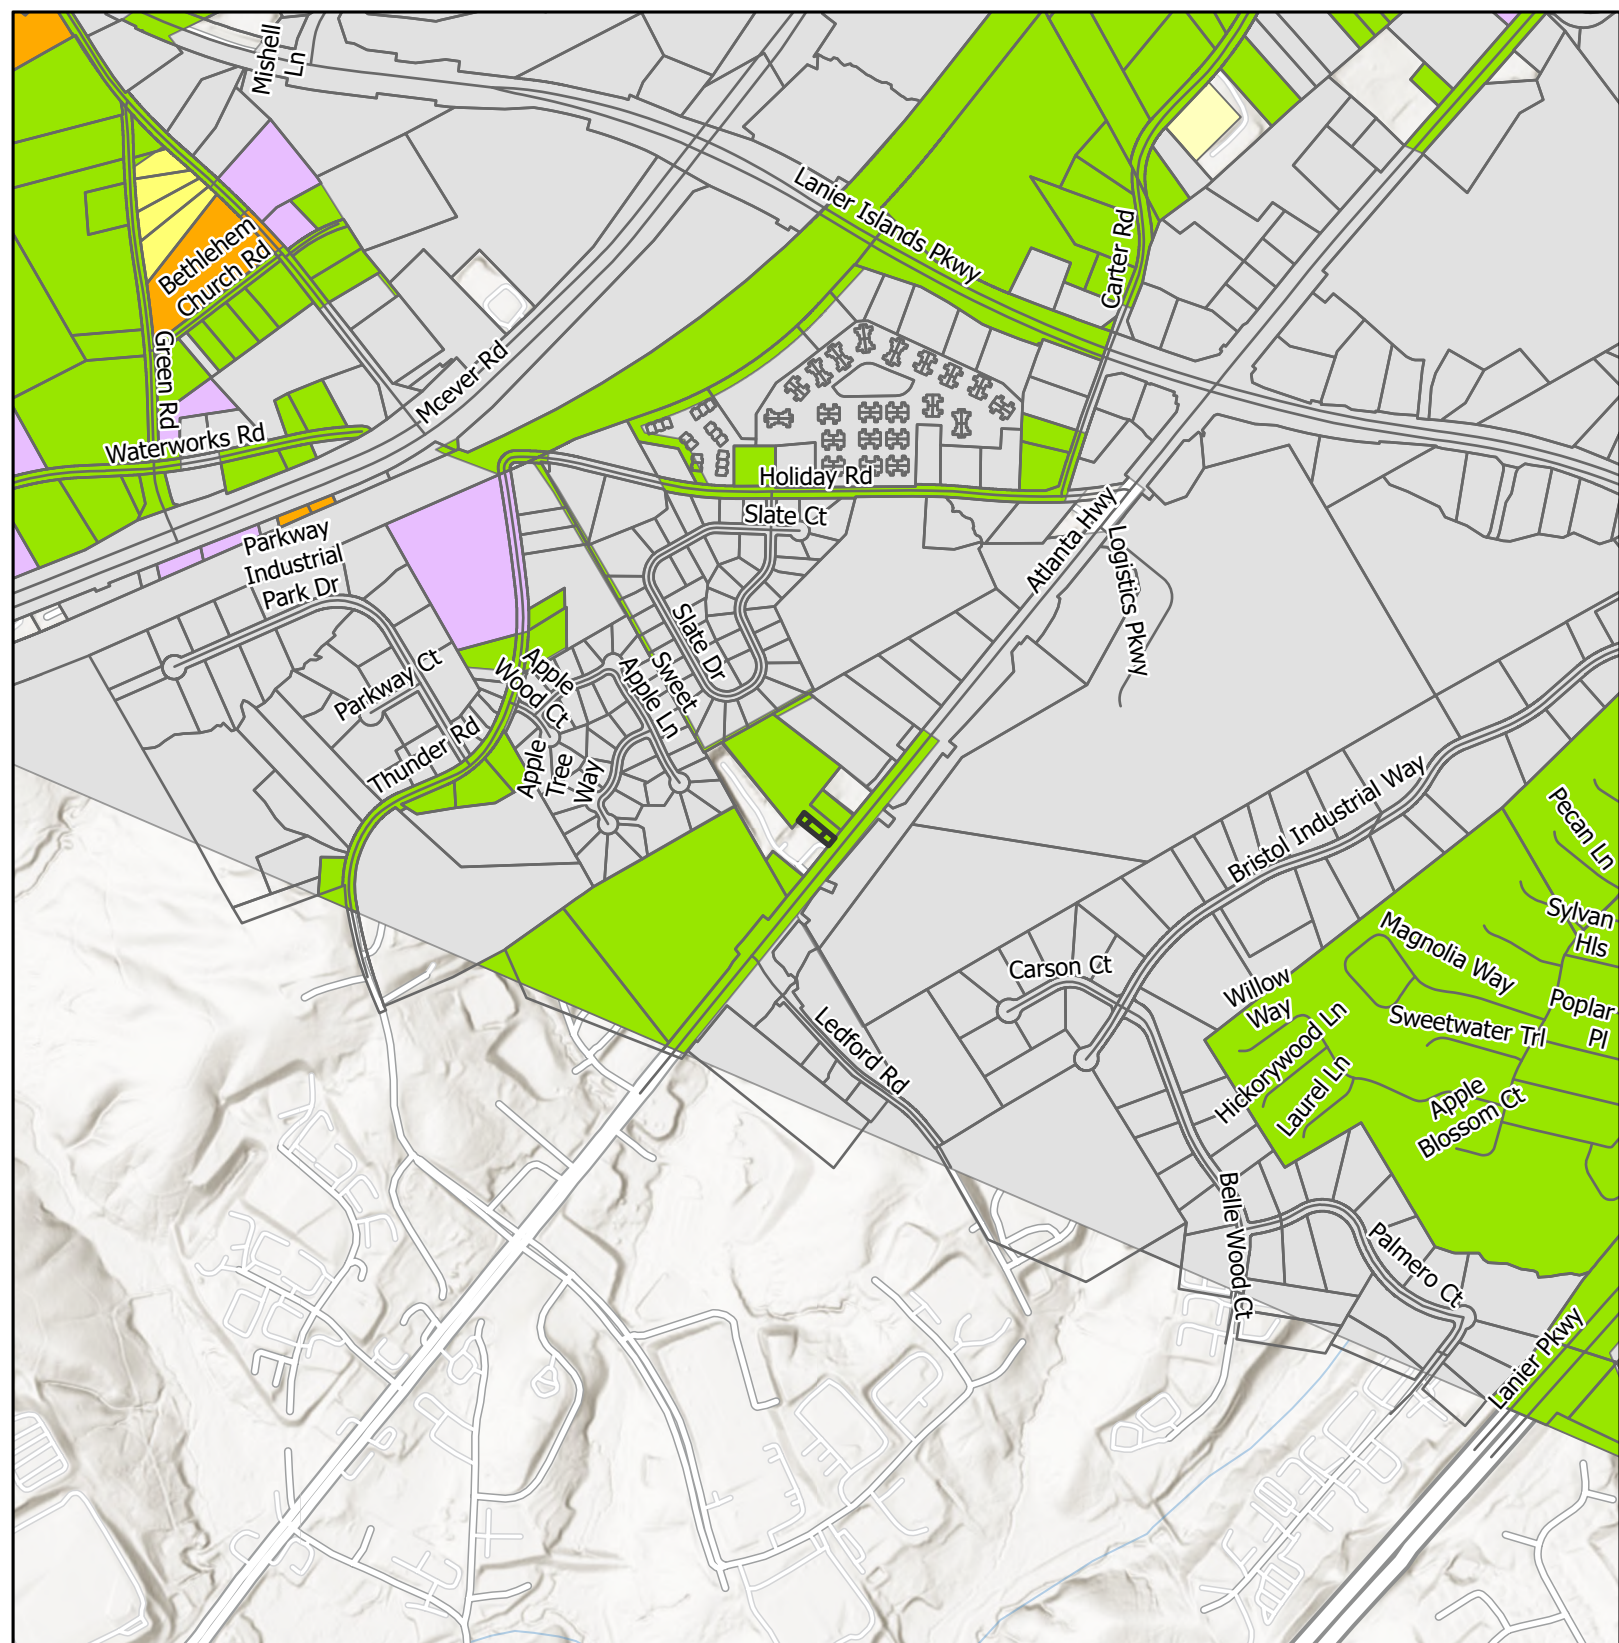 Mishell
Ln
Lanier Islands Pkwy
Carter Rd
Bethlehem
Church Rd
Green Rd
Mcever Rd
Waterworks Rd
Holiday Rd
Slate Ct
Atlanta Hwy
Logistics Pkwy
Parkway
Industrial
Park Dr
Slate Dr
Parkway Ct
Apple
Wood Ct
Apple Ln
Sweet
Thunder Rd
Apple
Tree
Way
Bristol Industrial Way
Pecan Ln
Sylvan
Hls
Magnolia Way
Carson Ct
Willow
Way
Poplar
Pl
Sweetwater Trl
Hickorywood Ln
Laurel Ln
Ledford Rd
Apple
Blossom Ct
Belle Wood Ct
Palmero Ct
Lanier Pkwy